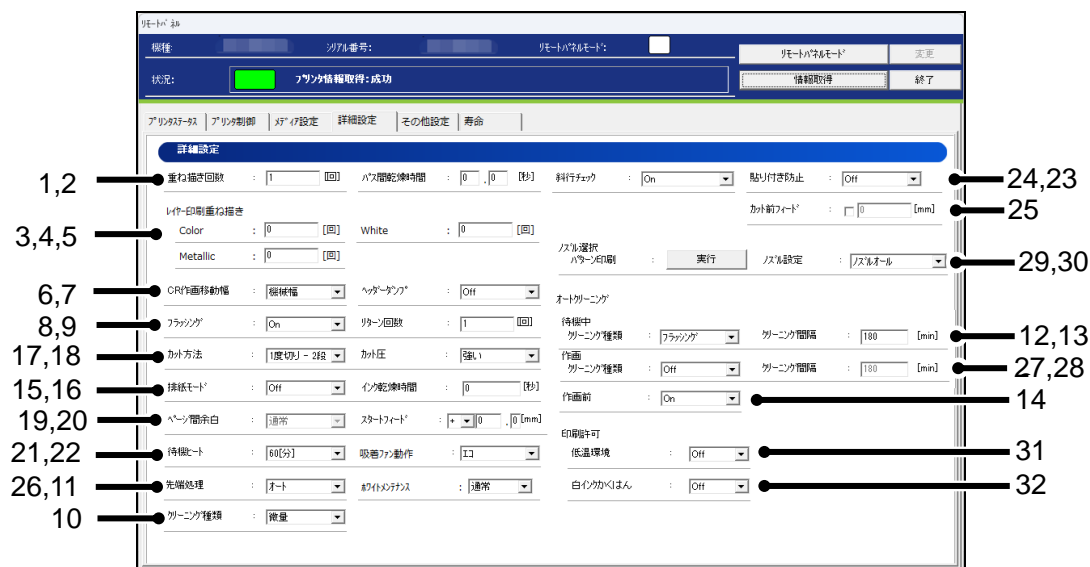 リモートパネル
機種: シリアル番号: リモートパネルモード:
リモートパネルモード 変更
状況: プリンタ情報取得:成功
情報取得 終了
プリンタステータス プリンタ制御 メディア設定 詳細設定 その他設定 寿命
詳細設定
1,2 重ね描き回数 : 1 [回] パス間乾燥時間 : 0 . 0 [秒] 斜行チェック : On 貼り付き防止 : Off 24,23
カット前フィード : 0 [mm] 25
レイヤー印刷重ね描き
3,4,5 Color : 0 [回] White : 0 [回]
Metallic : 0 [回]
ノズル選択
パターン印刷 : 実行 ノズル設定 : ノズルオール 29,30
6,7 CR作画移動幅 : 機械幅 ヘッダーダンプ : Off
オートクリーニング
8,9 フラッシング : On リターン回数 : 1 [回]
待機中
クリーニング種類 : フラッシング クリーニング間隔 : 180 [min] 12,13
17,18 カット方法 : 1度切り - 2段 カット圧 : 強い
作画
クリーニング種類 : Off クリーニング間隔 : 180 [min] 27,28
15,16 排紙モード : Off インク乾燥時間 : 0 [秒]
作画前 : On 14
19,20 ページ間余白 : 通常 スタートフィード : + 0 . 0 [mm]
印刷許可
21,22 待機ヒート : 60[分] 吸着ファン動作 : エコ
低温環境 : Off 31
26,11 先端処理 : オート ホワイトメンテナンス : 通常
白インクかくはん : Off 32
10 クリーニング種類 : 微量